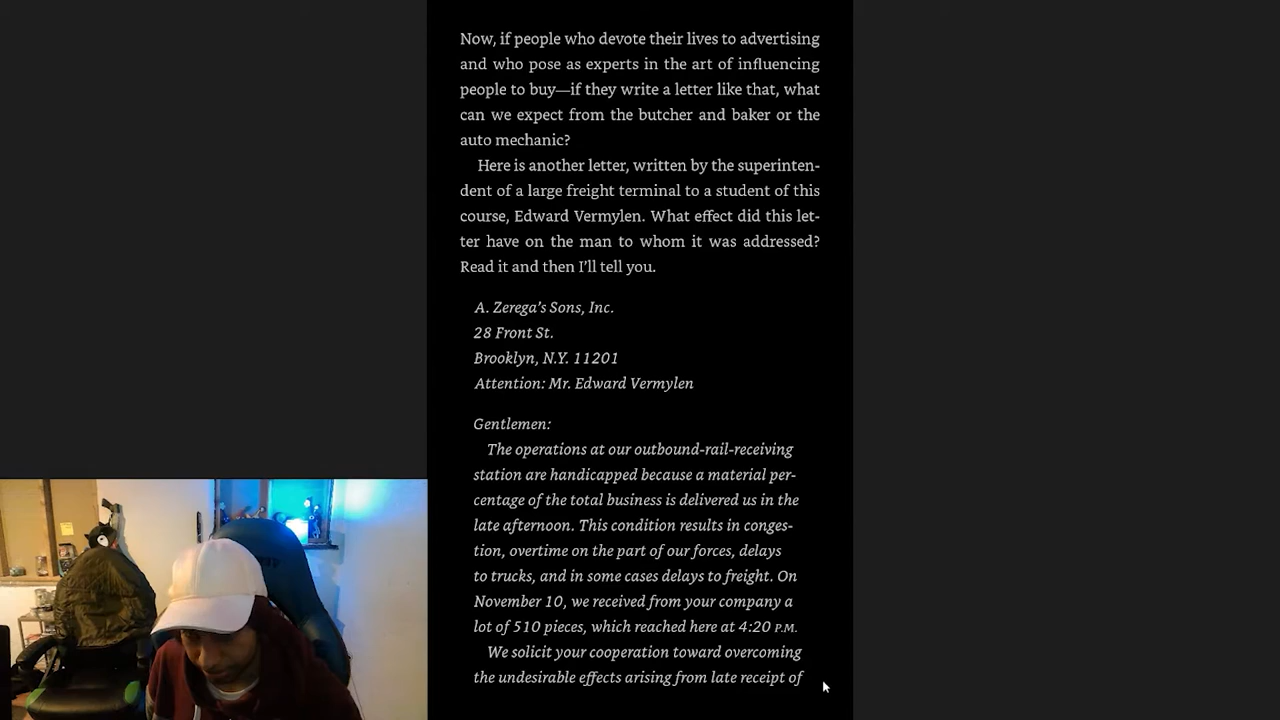 Now, if people who devote their lives to advertising
and who pose as experts in the art of influencing
people to buy—if they write a letter like that, what
can we expect from the butcher and baker or the
auto mechanic?
Here is another letter, written by the superinten-
dent of a large freight terminal to a student of this
course, Edward Vermylen. What effect did this let-
ter have on the man to whom it was addressed?
Read it and then I'll tell you.
A. Zerega's Sons, Inc.
28 Front St.
Brooklyn, N.Y. 11201
Attention: Mr. Edward Vermylen
Gentlemen:
The operations at our outbound-rail-receiving
station are handicapped because a material per-
centage of the total business is delivered us in the
late afternoon. This condition results in conges-
tion, overtime on the part of our forces, delays
to trucks, and in some cases delays to freight. On
November 10, we received from your company a
lot of 510 pieces, which reached here at 4:20 P.M.
We solicit your cooperation toward overcoming
the undesirable effects arising from late receipt of